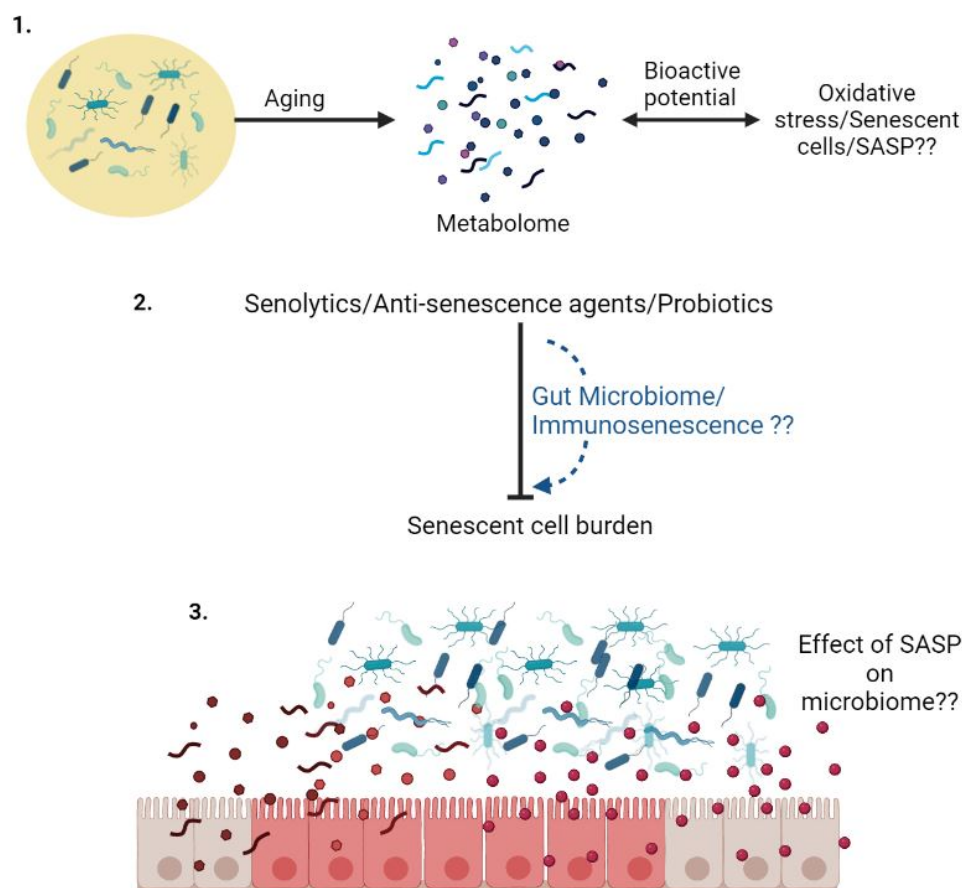 1.
Aging
Metabolome
Bioactive
potential
Oxidative
stress/Senescent
cells/SASP??
2.
Senolytics/Anti-senescence agents/Probiotics
Gut Microbiome/
Immunosenescence ??
Senescent cell burden
3.
Effect of SASP
on
microbiome??